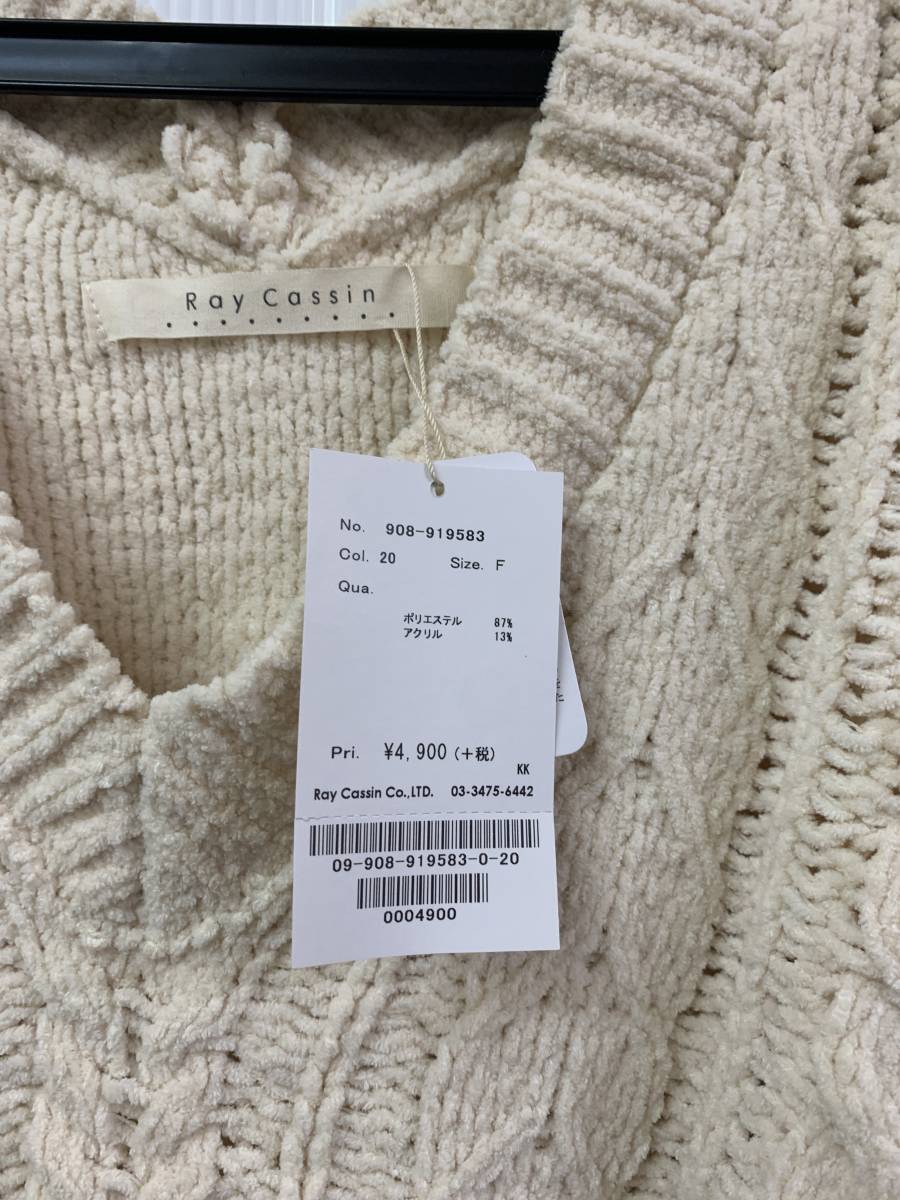 Ray Cassin
No. 908-919583
Col. 20 Size. F
Qua.
ポリエステル 87%
アクリル 13%
Pri. ¥4,900(+税)
KK
Ray Cassin Co.,LTD. 03-3475-6442
09-908-919583-0-20
0004900